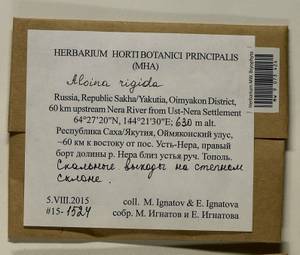 HERBARIUM HORTI BOTANICI PRINCIPALIS
(MHA)
Aloina rigida
Russia, Republic Sakha/Yakutia, Oimyakon District,
60 km upstream Nera River from Ust-Nera Settlement
64°27'20"N, 144°21'30"E; 630 m alt.
Республика Саха/Якутия, Оймяконский улус,
~60 км к востоку от пос. Усть-Нера, правый
борт долины р. Нера близ устья руч. Тополь.
Скальные выходы на степном
склоне.
5.VIII.2015
coll. M. Ignatov & E. Ignatova
#15-1524
собр. М. Игнатов и Е. Игнатова
Herbarium MW Bryophyta